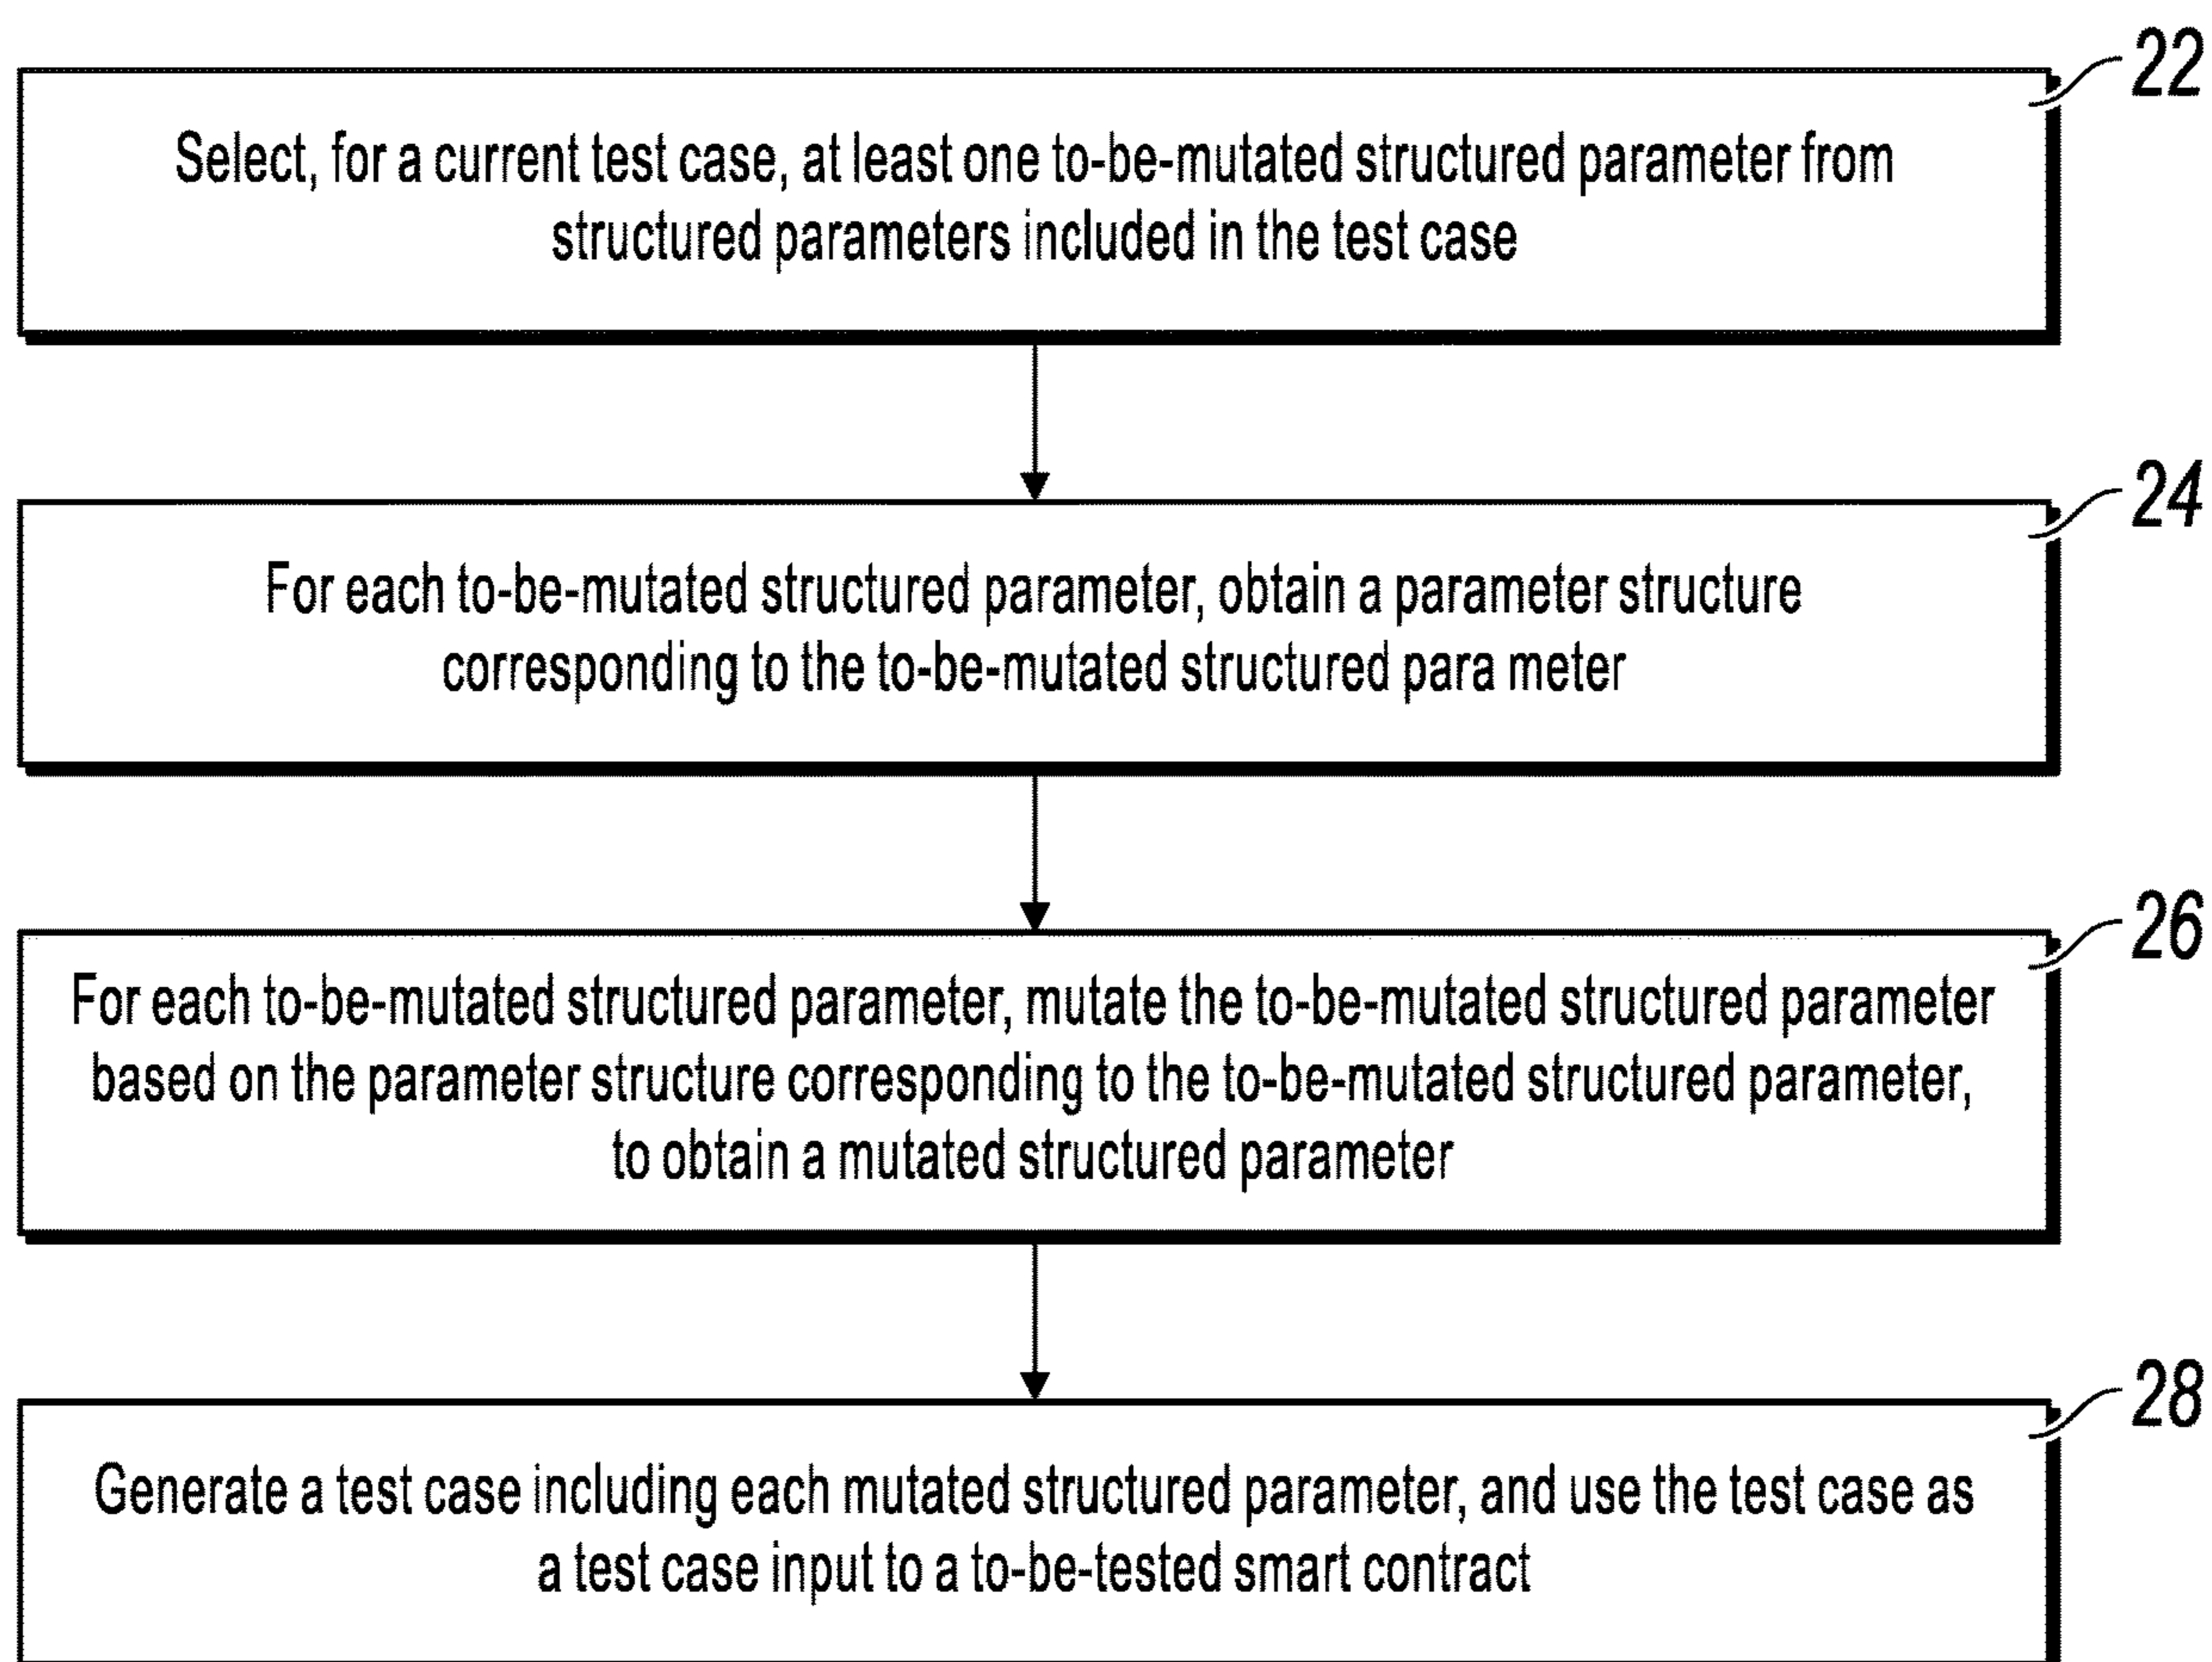 22
Select, for a current test case, at least one to-be-mutated structured parameter from
structured parameters included in the test case
24
For each to-be-mutated structured parameter, obtain a parameter structure
corresponding to the to-be-mutated structured para meter
26
For each to-be-mutated structured parameter, mutate the to-be-mutated structured parameter
based on the parameter structure corresponding to the to-be-mutated structured parameter,
to obtain a mutated structured parameter
28
Generate a test case including each mutated structured parameter, and use the test case as
a test case input to a to-be-tested smart contract